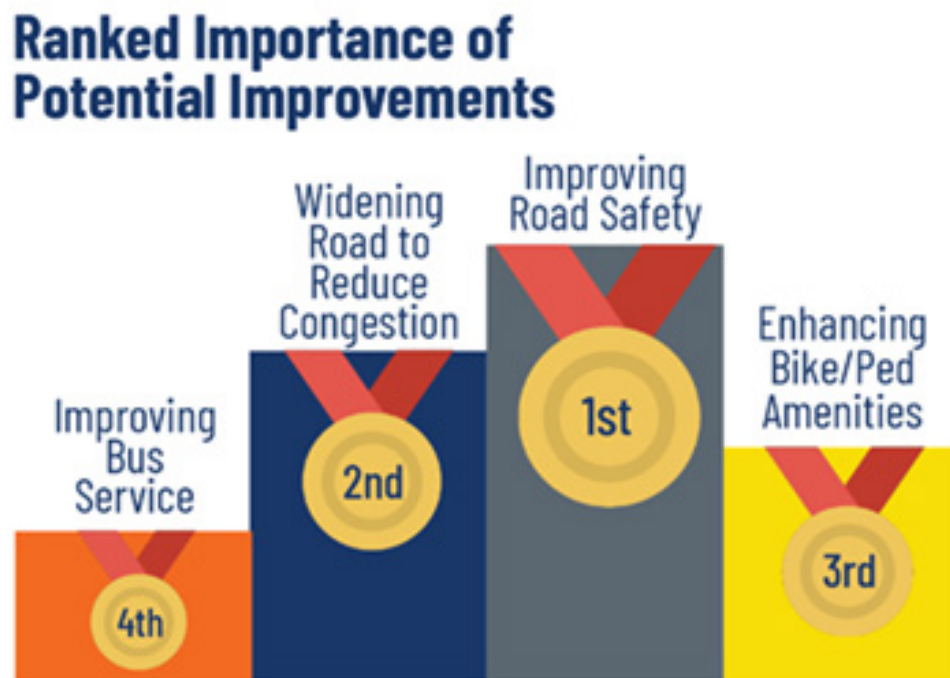 Ranked Importance of
Potential Improvements
Improving
Bus
Service
4th
Widening
Road to
Reduce
Congestion
2nd
Improving
Road Safety
1st
Enhancing
Bike/Ped
Amenities
3rd